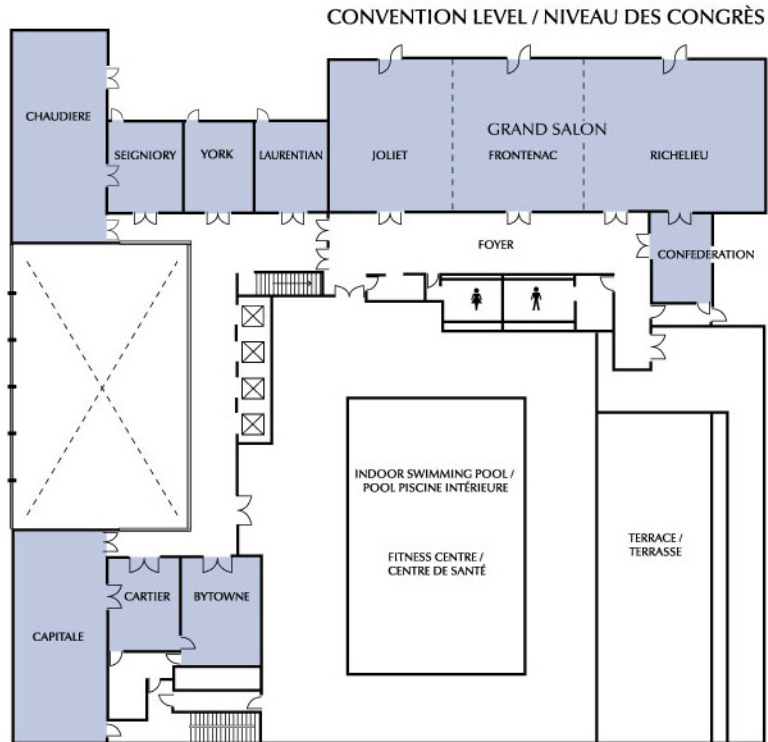 CONVENTION LEVEL / NIVEAU DES CONGRÈS
CHAUDIERE
SEIGNIORY
YORK
LAURENTIAN
GRAND SALON
JOLIET
FRONTENAC
RICHELIEU
FOYER
CONFEDERATION
INDOOR SWIMMING POOL /
POOL PISCINE INTÉRIEURE
FITNESS CENTRE /
CENTRE DE SANTÉ
TERRACE /
TERRASSE
CARTIER
BYTOWNE
CAPITALE